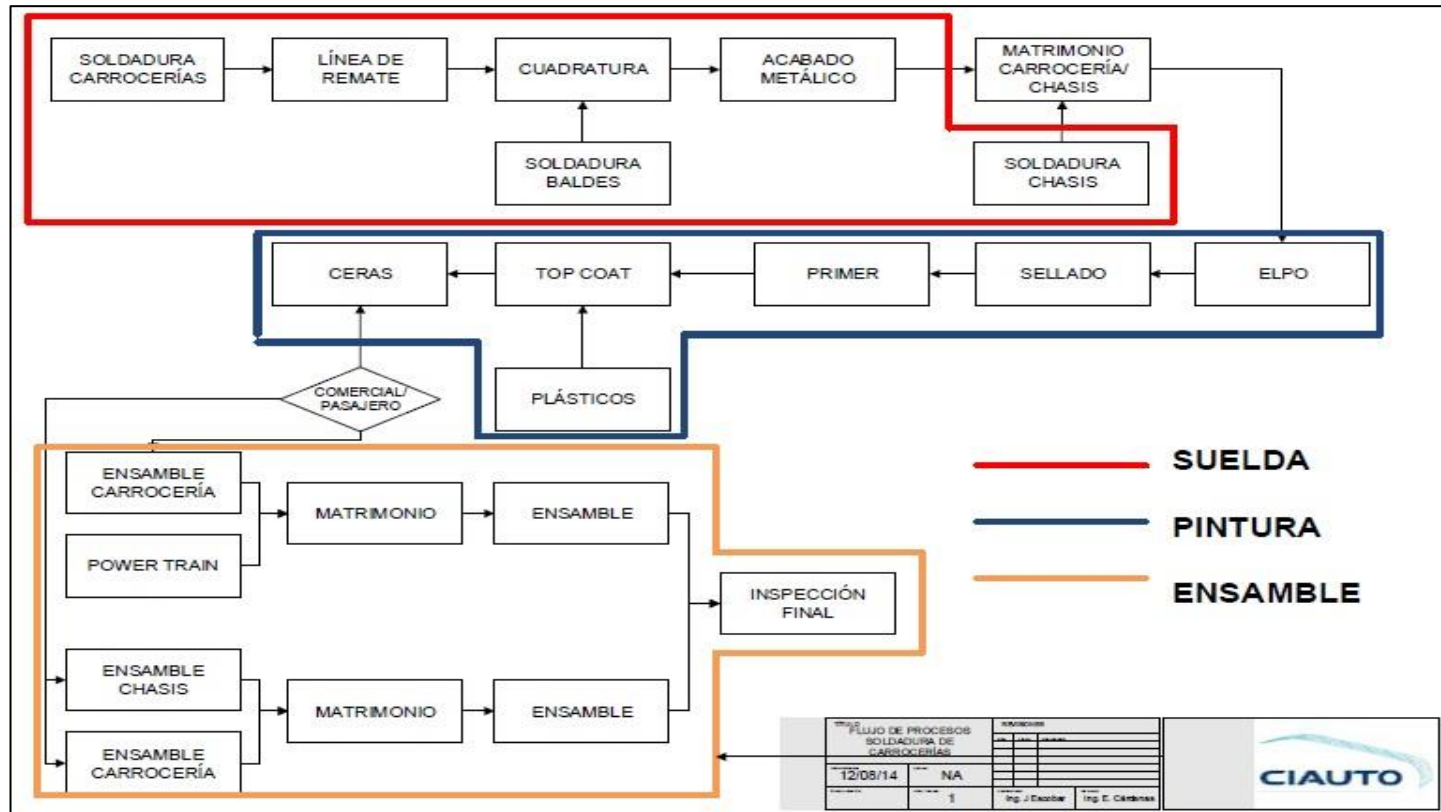 SOLDADURA
CARROCERÍAS
LÍNEA DE
REMATE
CUADRATURA
ACABADO
METÁLICO
MATRIMONIO
CARROCERÍA/
CHASIS
SOLDADURA
BALDES
SOLDADURA
CHASIS
CERAS
TOP COAT
PRIMER
SELLADO
ELPO
COMERCIAL/
PASAJERO
PLÁSTICOS
ENSAMBLE
CARROCERÍA
MATRIMONIO
ENSAMBLE
POWER TRAIN
INSPECCIÓN
FINAL
ENSAMBLE
CHASIS
MATRIMONIO
ENSAMBLE
ENSAMBLE
CARROCERÍA
SUELDA
PINTURA
ENSAMBLE
FLUJO DE PROCESOS
SOLDADURA DE
CARROCERÍAS
12/08/14
NA
1
Ing. J Escobar
Ing. E. Cárdenas
CIAUTO